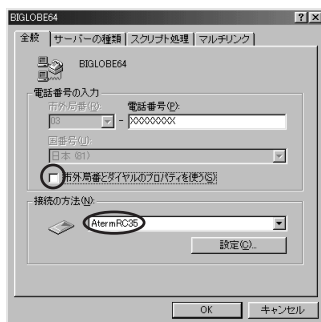 BIGLOBE64
全般 サーバーの種類 スクリプト処理 マルチリンク
BIGLOBE64
電話番号の入力
市外局番(R): 電話番号(P):
03 - XXXXXXXX
国番号(U):
日本 (81)
市外局番とダイヤルのプロパティを使う(S)
接続の方法(N):
AtermRC35
設定(C)...
OK キャンセル